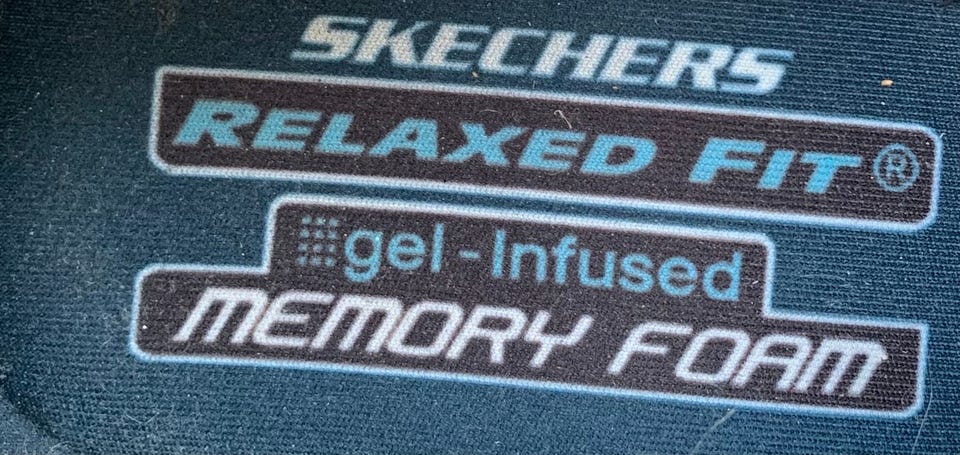 SKECHERS
RELAXED FIT®
gel-Infused
MEMORY FOAM